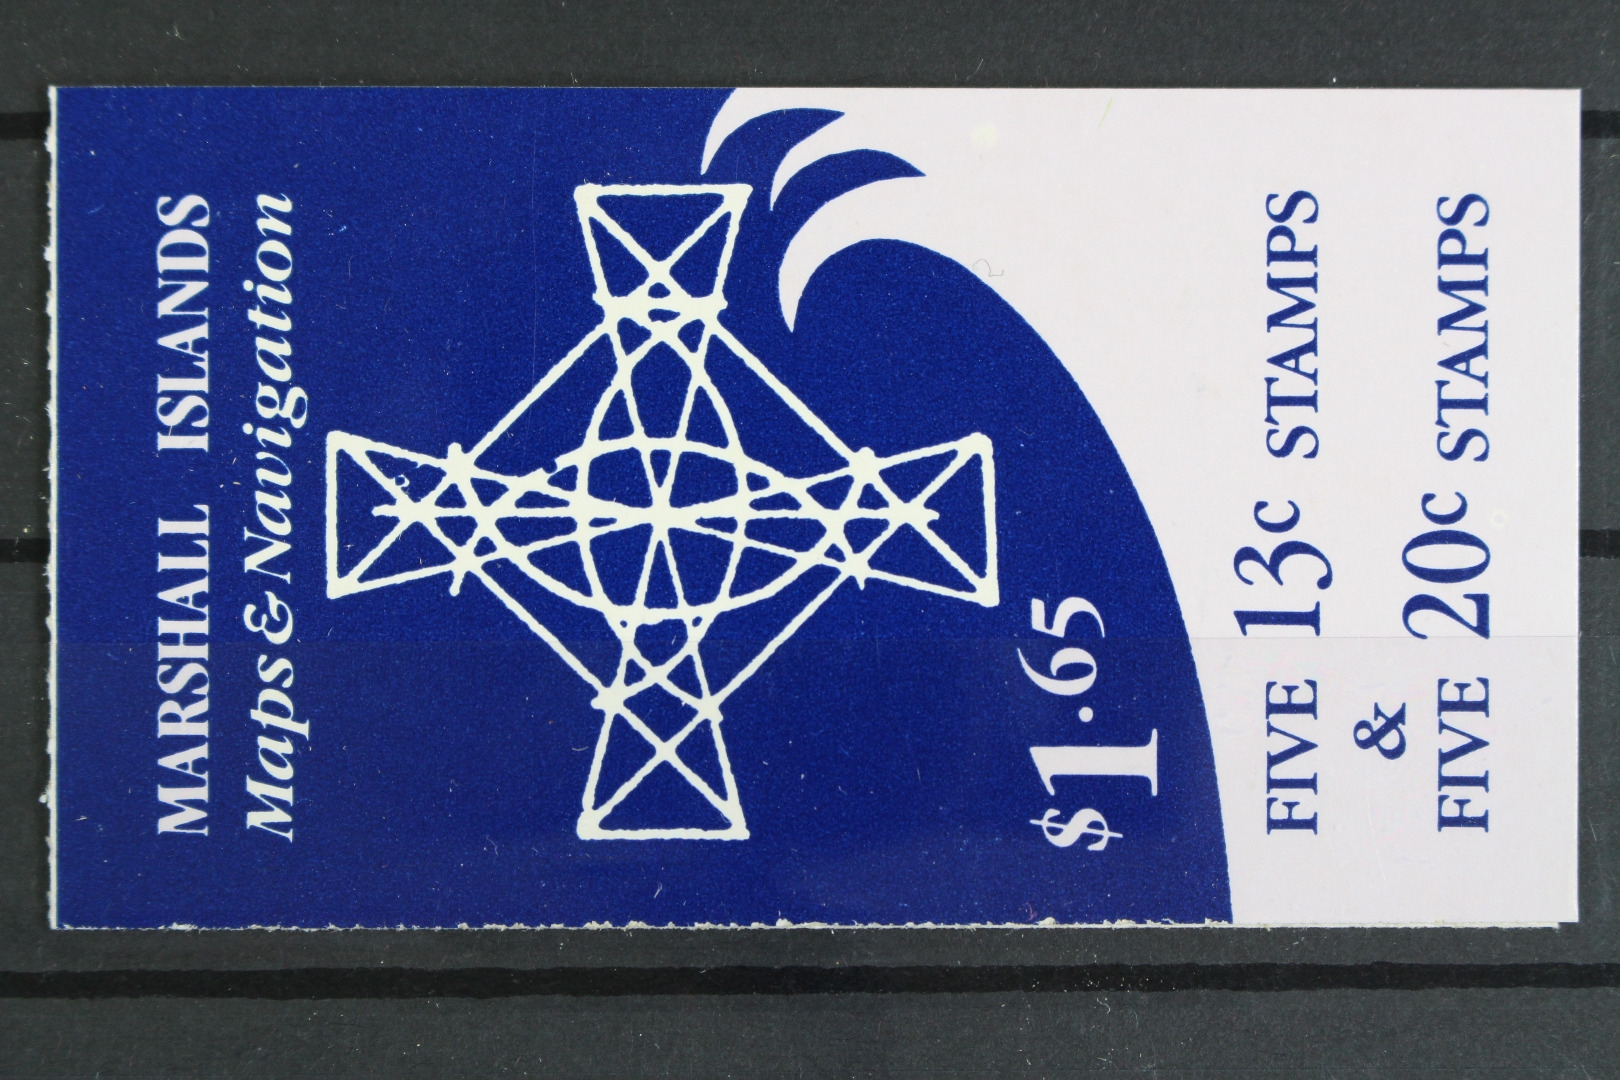 MARSHALL ISLANDS
Maps & Navigation
$1.65
FIVE 13c STAMPS
&
FIVE 20c STAMPS